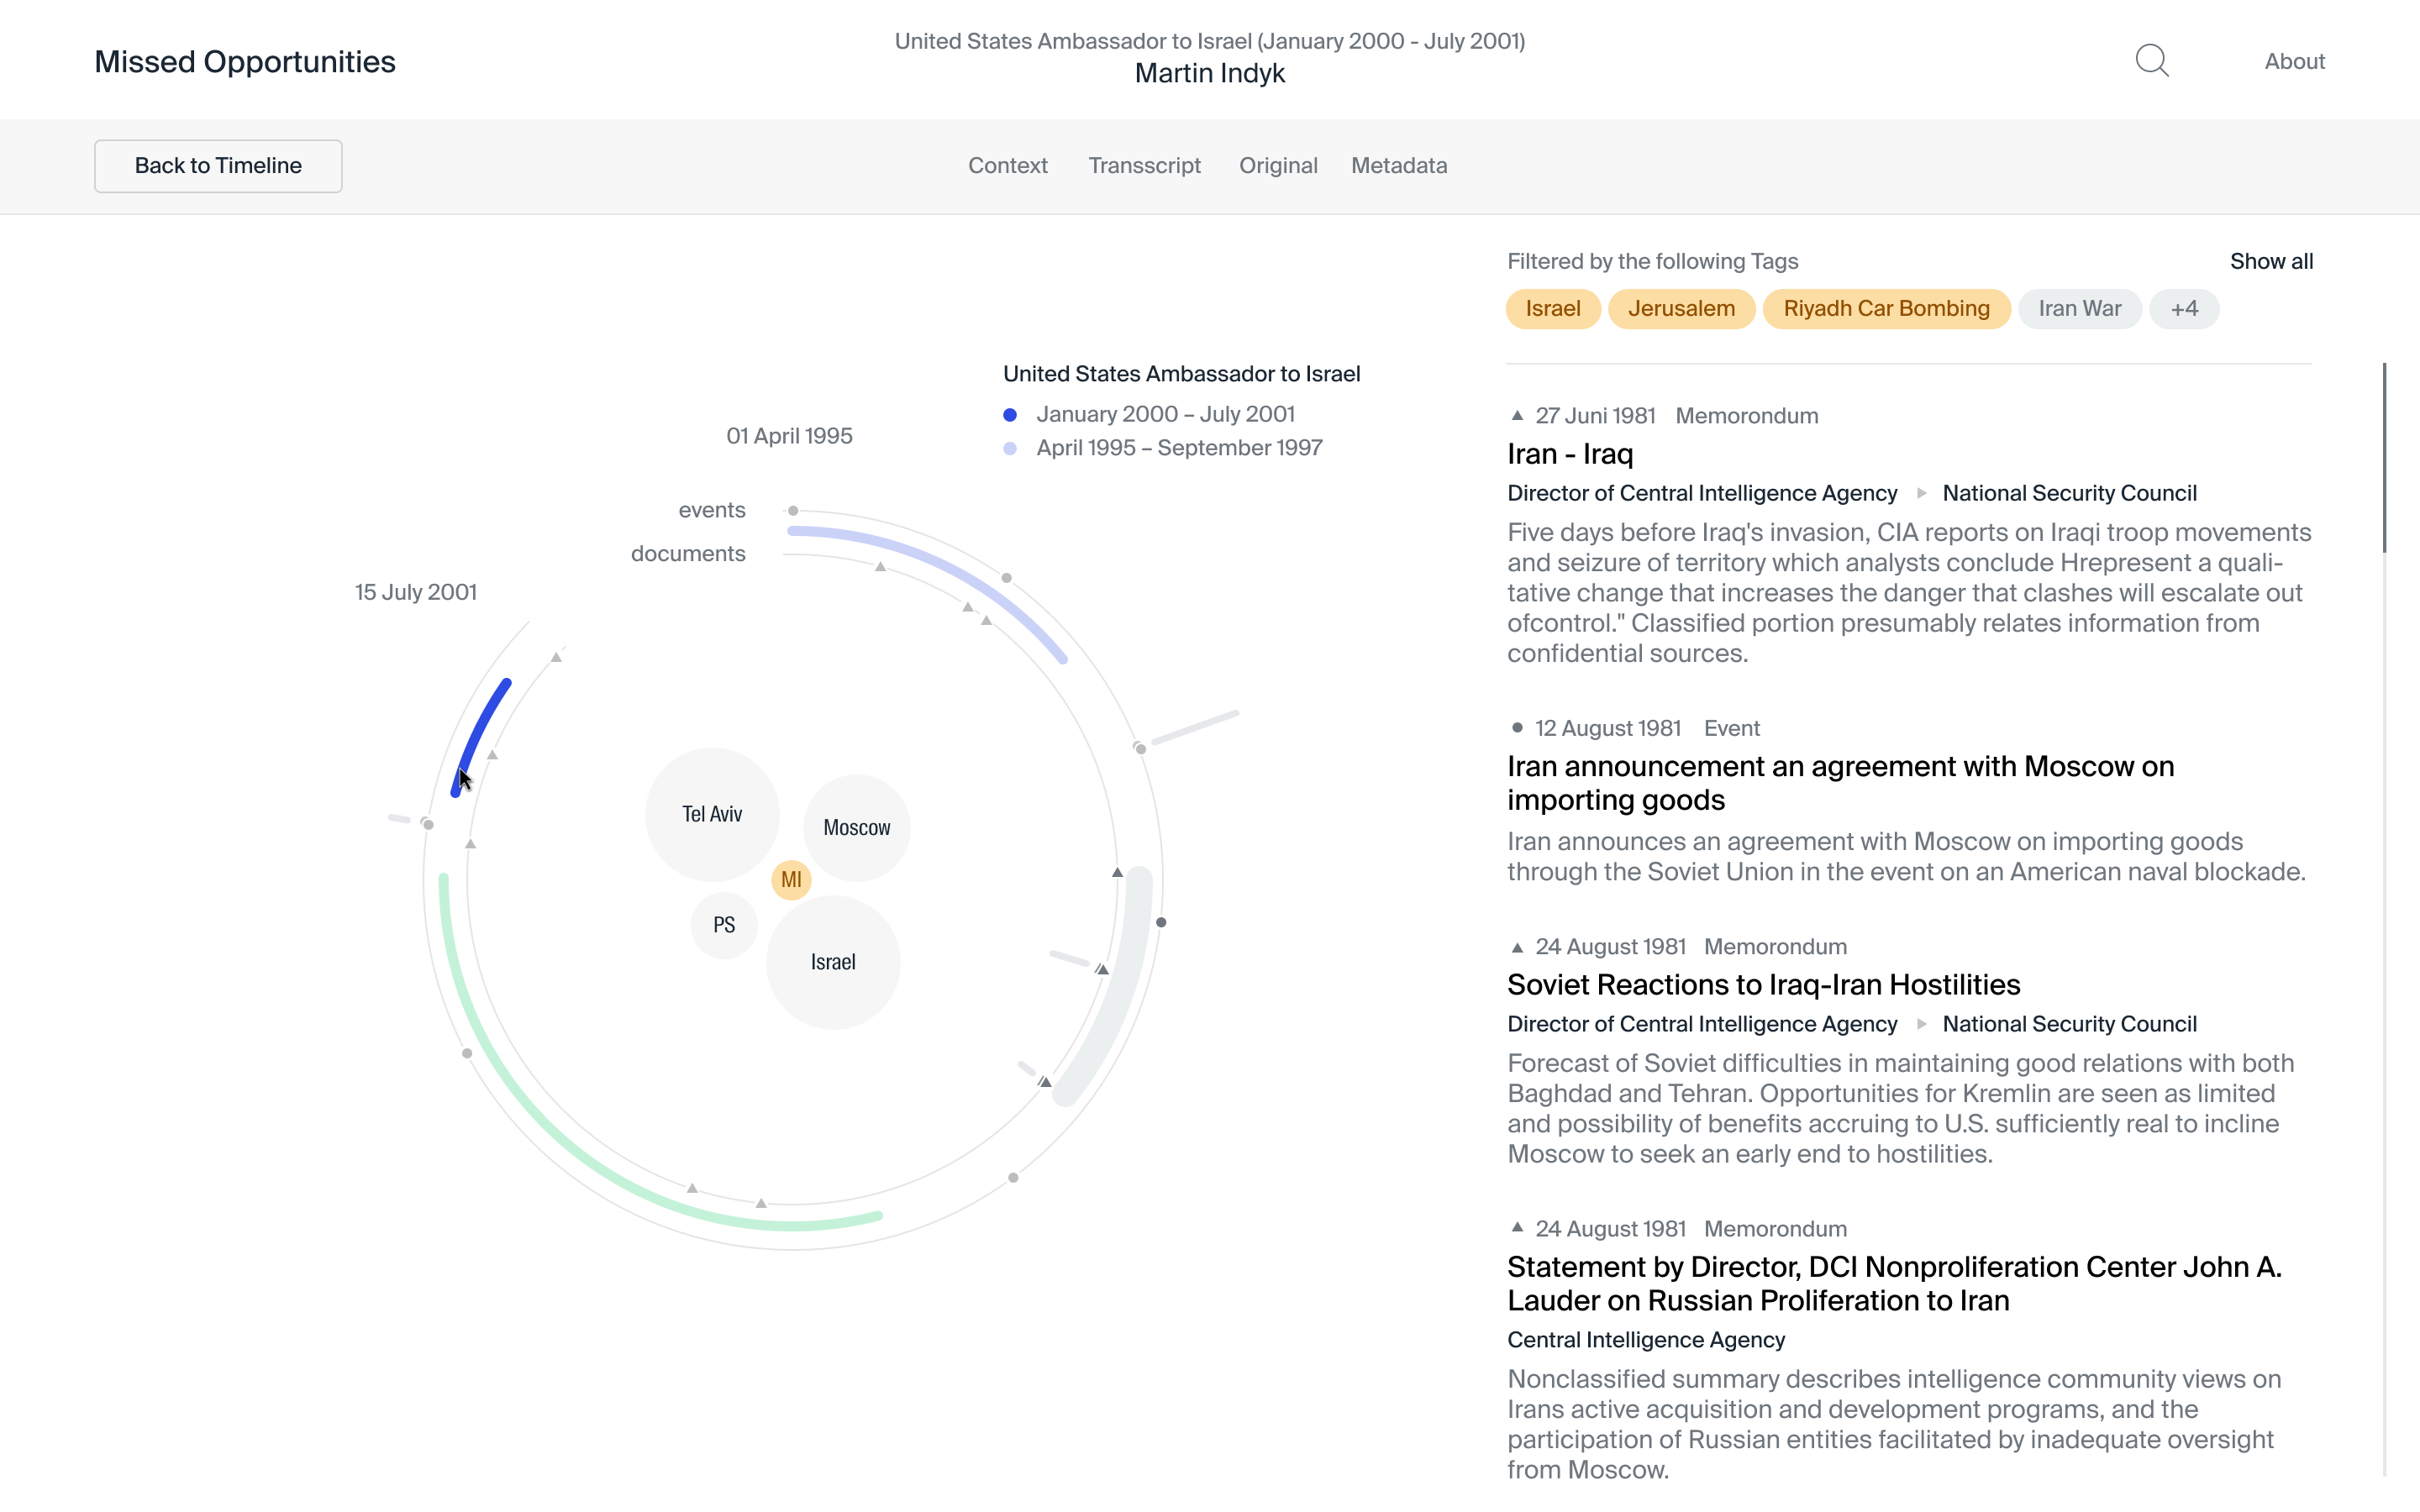 Missed Opportunities
United States Ambassador to Israel (January 2000 - July 2001)
Martin Indyk
About
Back to Timeline
Context
Transscript
Original
Metadata
Filtered by the following Tags
Show all
Israel
Jerusalem
Riyadh Car Bombing
Iran War
+4
United States Ambassador to Israel
January 2000 – July 2001
April 1995 – September 1997
01 April 1995
events
documents
15 July 2001
Tel Aviv
Moscow
MI
PS
Israel
27 Juni 1981 Memorondum
Iran - Iraq
Director of Central Intelligence Agency National Security Council
Five days before Iraq's invasion, CIA reports on Iraqi troop movements
and seizure of territory which analysts conclude Hrepresent a quali-
tative change that increases the danger that clashes will escalate out
ofcontrol." Classified portion presumably relates information from
confidential sources.
12 August 1981 Event
Iran announcement an agreement with Moscow on
importing goods
Iran announces an agreement with Moscow on importing goods
through the Soviet Union in the event on an American naval blockade.
24 August 1981 Memorondum
Soviet Reactions to Iraq-Iran Hostilities
Director of Central Intelligence Agency National Security Council
Forecast of Soviet difficulties in maintaining good relations with both
Baghdad and Tehran. Opportunities for Kremlin are seen as limited
and possibility of benefits accruing to U.S. sufficiently real to incline
Moscow to seek an early end to hostilities.
24 August 1981 Memorondum
Statement by Director, DCI Nonproliferation Center John A.
Lauder on Russian Proliferation to Iran
Central Intelligence Agency
Nonclassified summary describes intelligence community views on
Irans active acquisition and development programs, and the
participation of Russian entities facilitated by inadequate oversight
from Moscow.